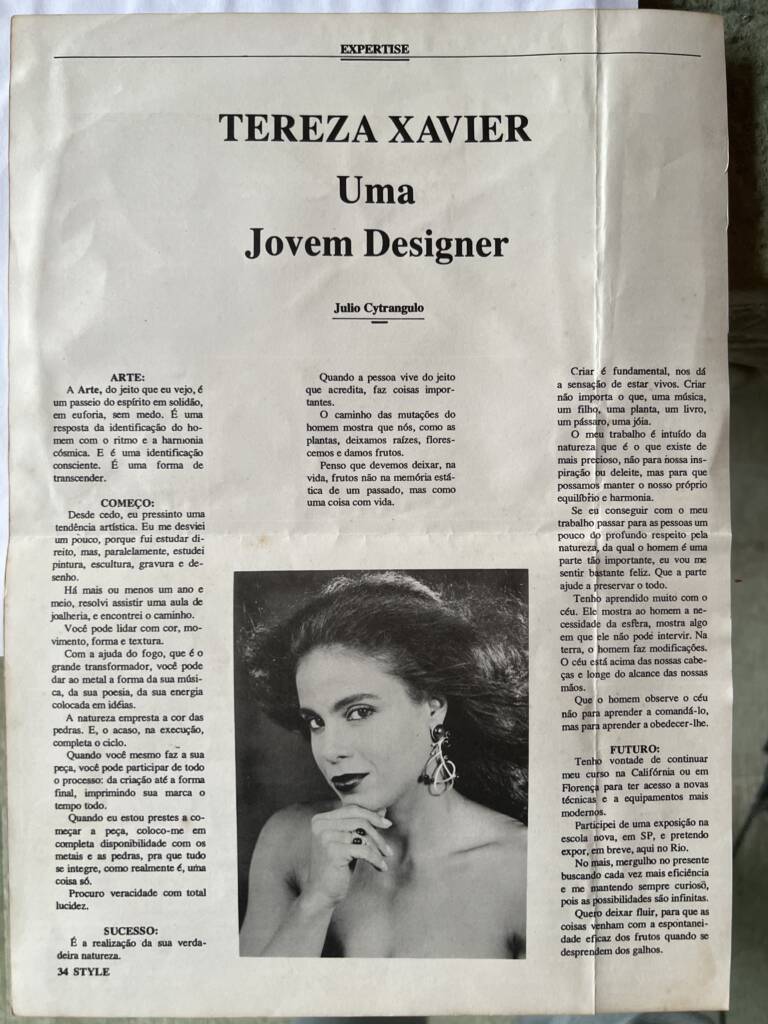 EXPERTISE
TEREZA XAVIER
Uma
Jovem Designer
Julio Cytrangulo
ARTE:
A Arte, do jeito que eu vejo, é
um passeio do espírito em solidão,
em euforia, sem medo. É uma
resposta da identificação do ho-
mem com o ritmo e a harmonia
cósmica. E é uma identificação
consciente. É uma forma de
transcender.
COMEÇO:
Desde cedo, eu pressinto uma
tendência artística. Eu me desviei
um pouco, porque fui estudar di-
reito, mas, paralelamente, estudei
pintura, escultura, gravura e de-
senho.
Há mais ou menos um ano e
meio, resolvi assistir uma aula de
joalheria, e encontrei o caminho.
Você pode lidar com cor, mo-
vimento, forma e textura.
Com a ajuda do fogo, que é o
grande transformador, você pode
dar ao metal a forma da sua músi-
ca, da sua poesia, da sua energia
colocada em idéias.
A natureza empresta a cor das
pedras. E, o acaso, na execução,
completa o ciclo.
Quando você mesmo faz a sua
peça, você pode participar de todo
o processo: da criação até a forma
final, imprimindo sua marca o
tempo todo.
Quando eu estou prestes a co-
meçar a peça, coloco-me em
completa disponibilidade com os
metais e as pedras, pra que tudo
se integre, como realmente é, uma
coisa só.
Procuro veracidade com total
lucidez.
SUCESSO:
É a realização da sua verda-
deira natureza.
34 STYLE
Quando a pessoa vive do jeito
que acredita, faz coisas impor-
tantes.
O caminho das mutações do
homem mostra que nós, como as
plantas, deixamos raízes, flores-
cemos e damos frutos.
Penso que devemos deixar, na
vida, frutos não na memória está-
tica de um passado, mas como
uma coisa com vida.
Criar é fundamental, nos dá
a sensação de estar vivos. Criar
não importa o que, uma música,
um filho, uma planta, um livro,
um pássaro, uma jóia.
O meu trabalho é intuído da
natureza que é o que existe de
mais precioso, não para nossa ins-
piração ou deleite, mas para que
possamos manter o nosso próprio
equilíbrio e harmonia.
Se eu conseguir com o meu
trabalho passar para as pessoas um
pouco do profundo respeito pela
natureza, da qual o homem é uma
parte tão importante, eu vou me
sentir bastante feliz. Que a parte
ajude a preservar o todo.
Tenho aprendido muito com o
céu. Ele mostra ao homem a ne-
cessidade da esfera, mostra algo
em que ele não pode intervir. Na
terra, o homem faz modificações.
O céu está acima das nossas cabe-
ças e longe do alcance das nossas
mãos.
Que o homem observe o céu
não para aprender a comandá-lo,
mas para aprender a obedecer-lhe.
FUTURO:
Tenho vontade de continuar
meu curso na Califórnia ou em
Florença para ter acesso a novas
técnicas e a equipamentos mais
modernos.
Participei de uma exposição na
escola nova, em SP, e pretendo
expor, em breve, aqui no Rio.
No mais, mergulho no presente
buscando cada vez mais eficiência
e me mantendo sempre curioso,
pois as possibilidades são infinitas.
Quero deixar fluir, para que as
coisas venham com a espontanei-
dade eficaz dos frutos quando se
desprendem dos galhos.